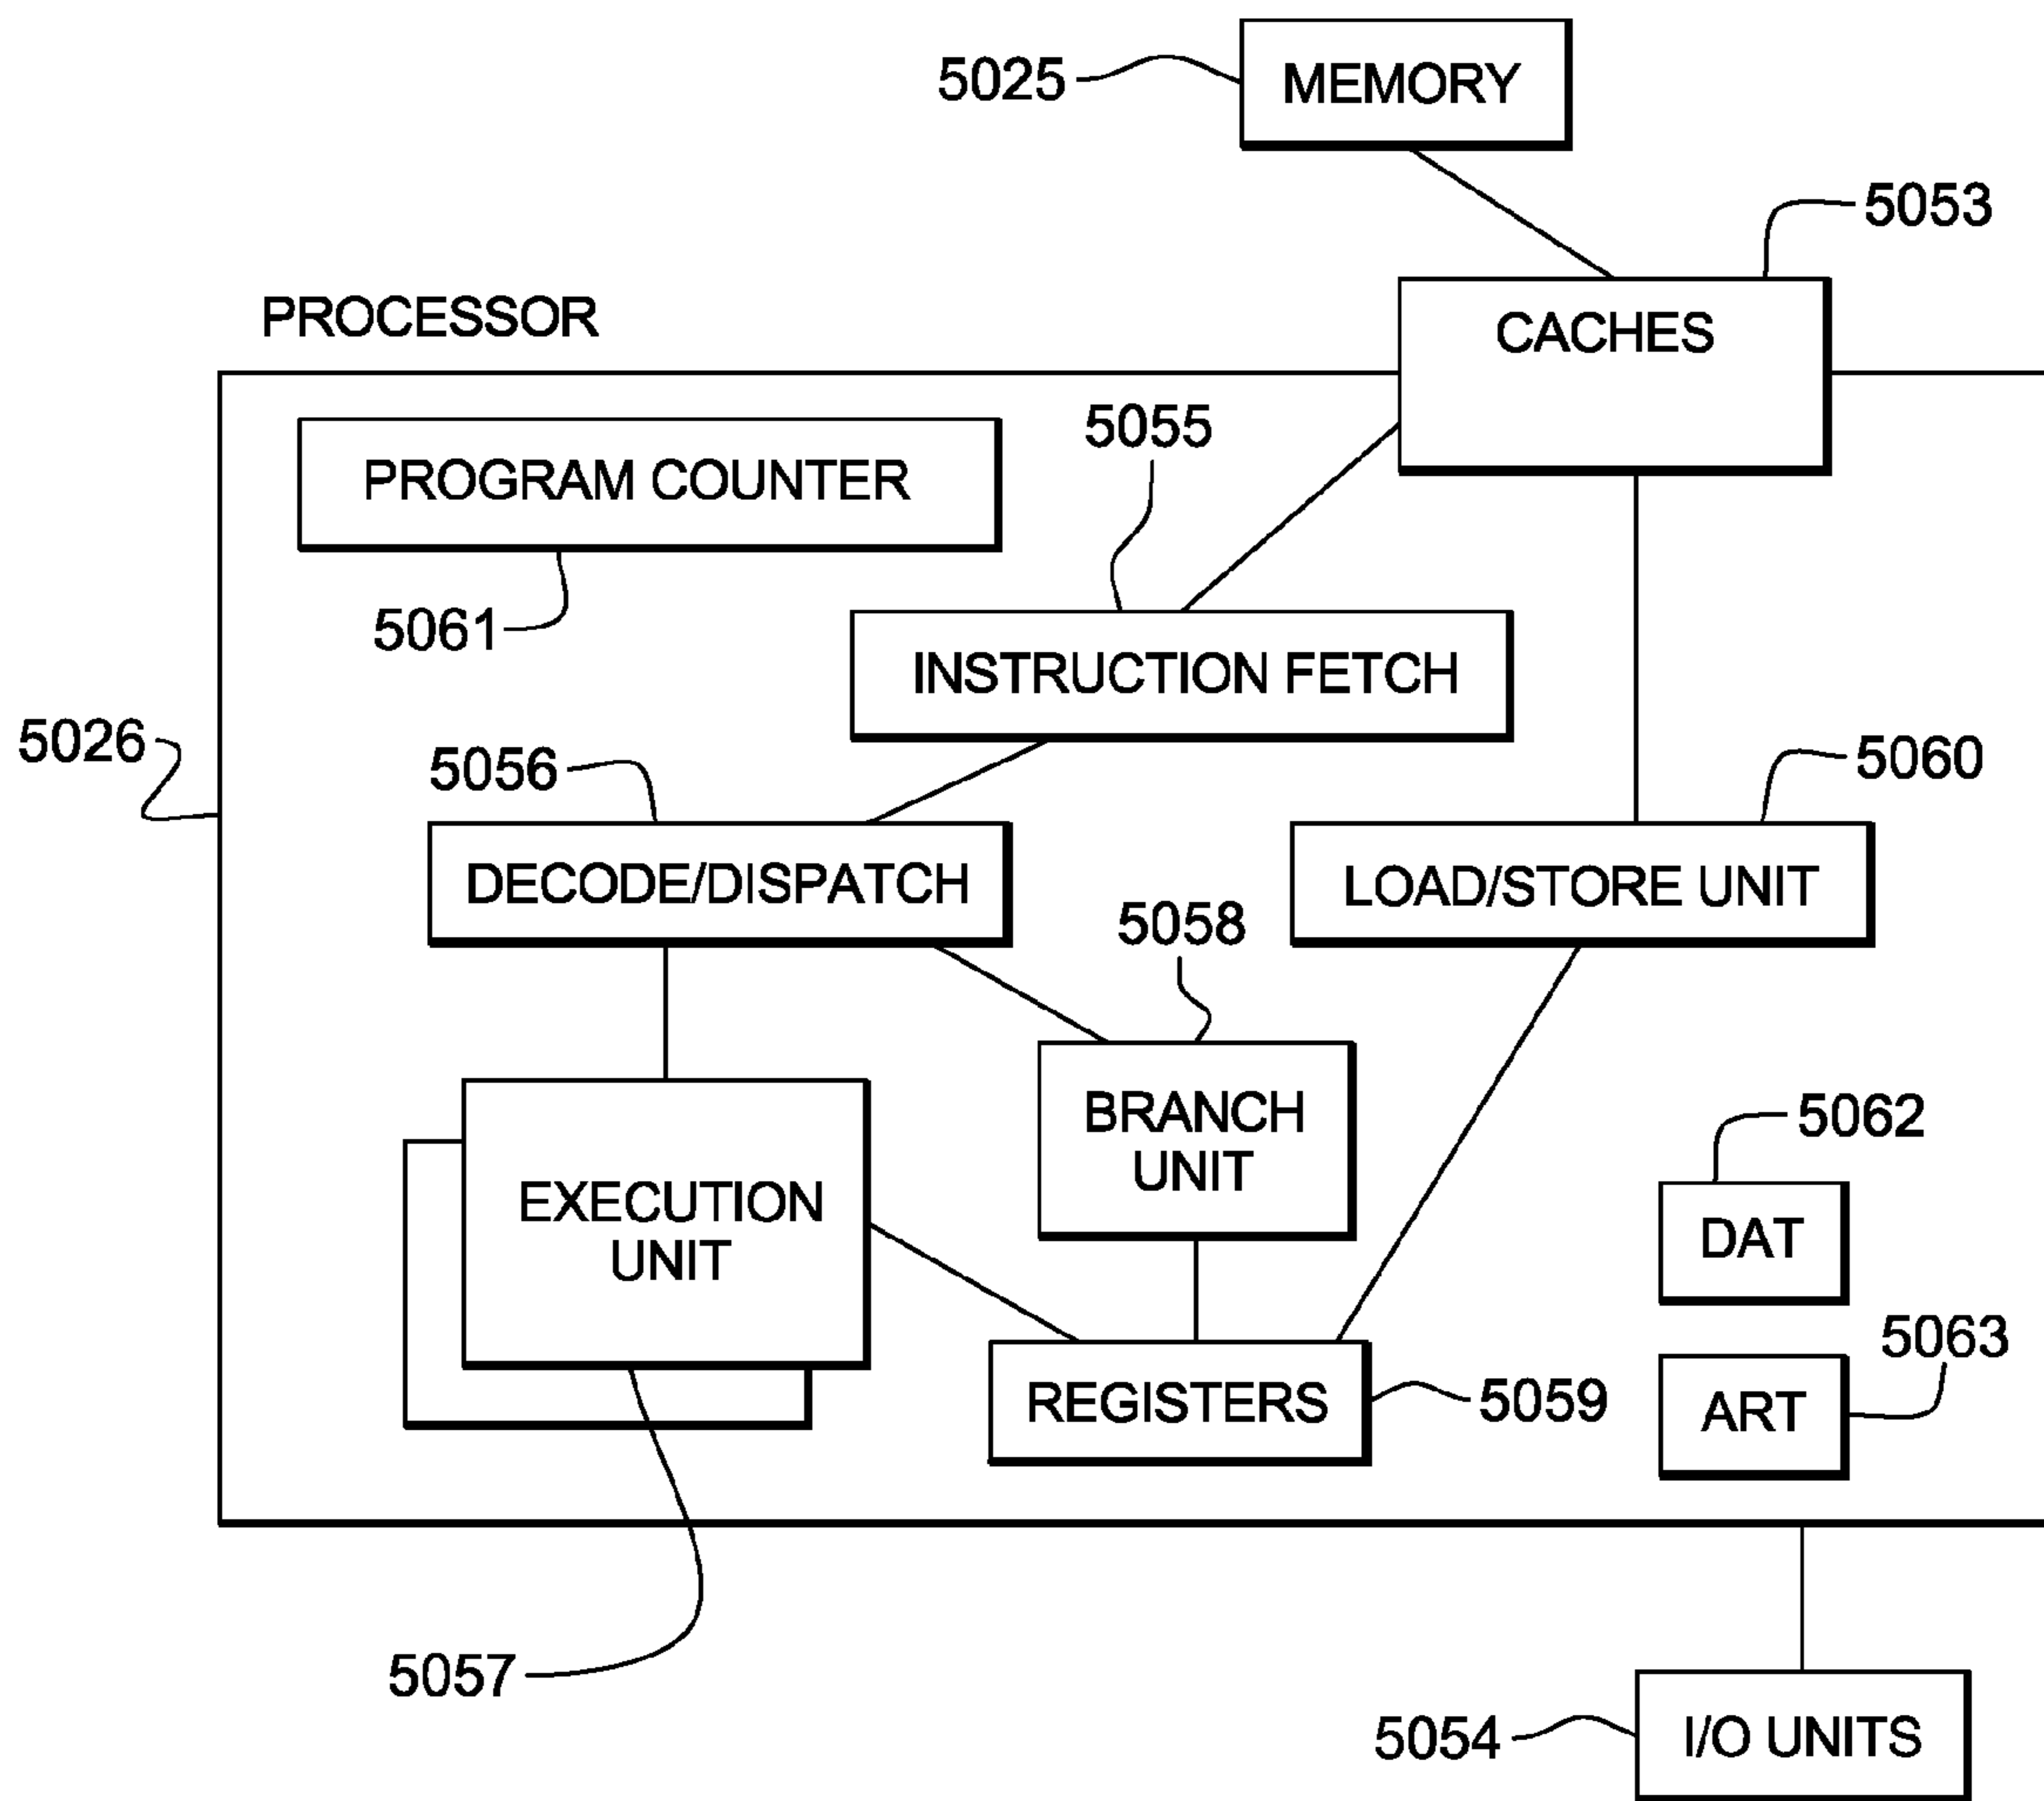 MEMORY
5025
5053
PROCESSOR
CACHES
5055
PROGRAM COUNTER
5061
INSTRUCTION FETCH
5026
5056
5060
DECODE/DISPATCH
LOAD/STORE UNIT
5058
BRANCH
UNIT
5062
EXECUTION
UNIT
DAT
5063
REGISTERS
5059
ART
5057
5054
I/O UNITS